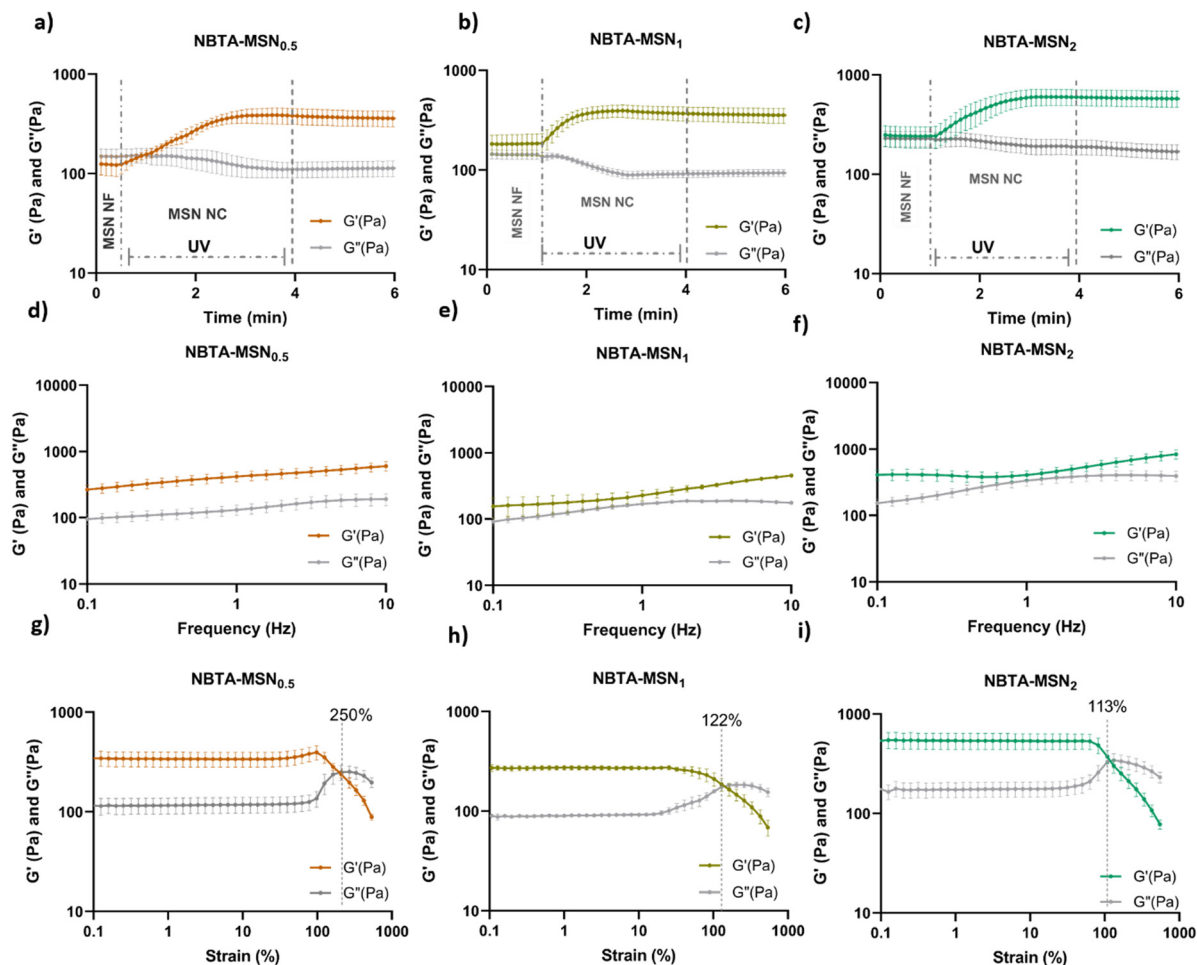 a)
NBTA-MSN0.5
G' (Pa) and G''(Pa)
1000
100
10
MSN NF
MSN NC
UV
G'(Pa)
G''(Pa)
0
2
4
6
Time (min)
b)
NBTA-MSN1
G' (Pa) and G''(Pa)
1000
100
10
MSN NF
MSN NC
UV
G'(Pa)
G''(Pa)
0
2
4
6
Time (min)
c)
NBTA-MSN2
G' (Pa) and G''(Pa)
1000
100
10
MSN NF
MSN NC
UV
G'(Pa)
G''(Pa)
0
2
4
6
Time (min)
d)
NBTA-MSN0.5
G' (Pa) and G''(Pa)
10000
1000
100
10
G'(Pa)
G''(Pa)
0.1
1
10
Frequency (Hz)
e)
NBTA-MSN1
G' (Pa) and G''(Pa)
10000
1000
100
10
G'(Pa)
G''(Pa)
0.1
1
10
Frequency (Hz)
f)
NBTA-MSN2
G' (Pa) and G''(Pa)
10000
1000
100
10
G'(Pa)
G''(Pa)
0.1
1
10
Frequency (Hz)
g)
NBTA-MSN0.5
G' (Pa) and G''(Pa)
1000
100
10
250%
G'(Pa)
G''(Pa)
0.1
1
10
100
1000
Strain (%)
h)
NBTA-MSN1
G' (Pa) and G''(Pa)
1000
100
10
122%
G'(Pa)
G''(Pa)
0.1
1
10
100
1000
Strain (%)
i)
NBTA-MSN2
G' (Pa) and G''(Pa)
1000
100
10
113%
G'(Pa)
G''(Pa)
0.1
1
10
100
1000
Strain (%)